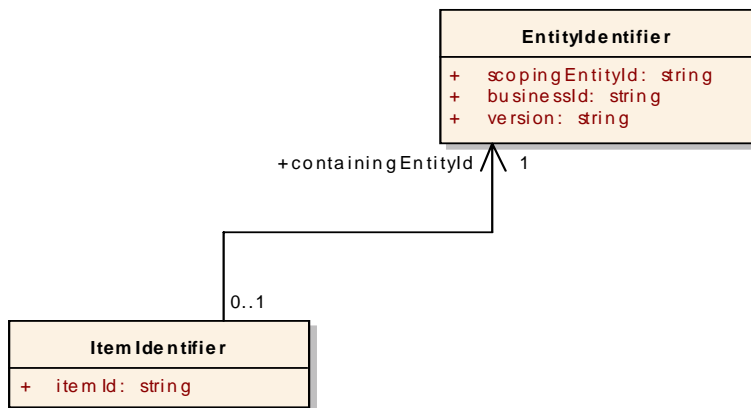 EntityIdentifier
+ scopingEntityId: string
+ businessId: string
+ version: string
+containingEntityId 1
0..1
ItemIdentifier
+ itemId: string